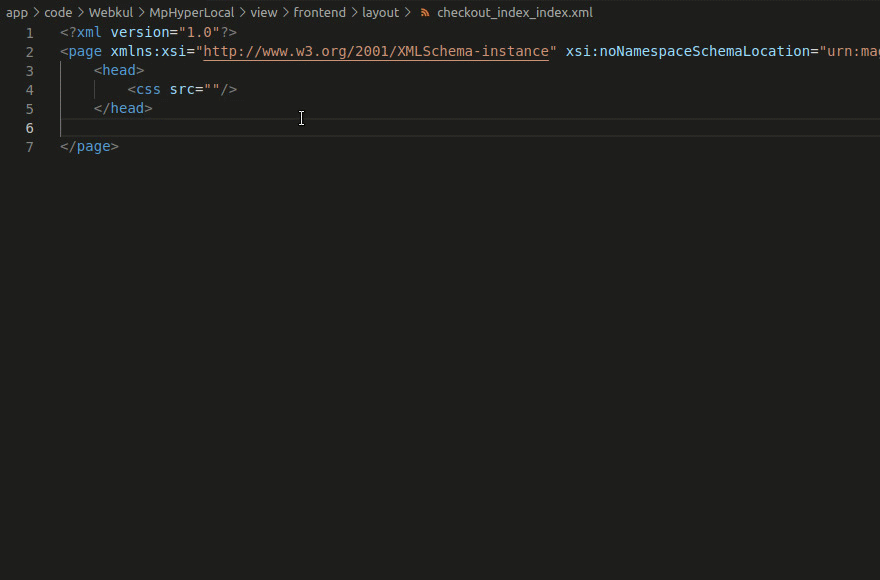 app > code > Webkul > MpHyperLocal > view > frontend > layout > checkout_index_index.xml
1 <?xml version="1.0"?>
2 <page xmlns:xsi="http://www.w3.org/2001/XMLSchema-instance" xsi:noNamespaceSchemaLocation="urn:mag
3 <head>
4 <css src=""/>
5 </head>
6
7 </page>